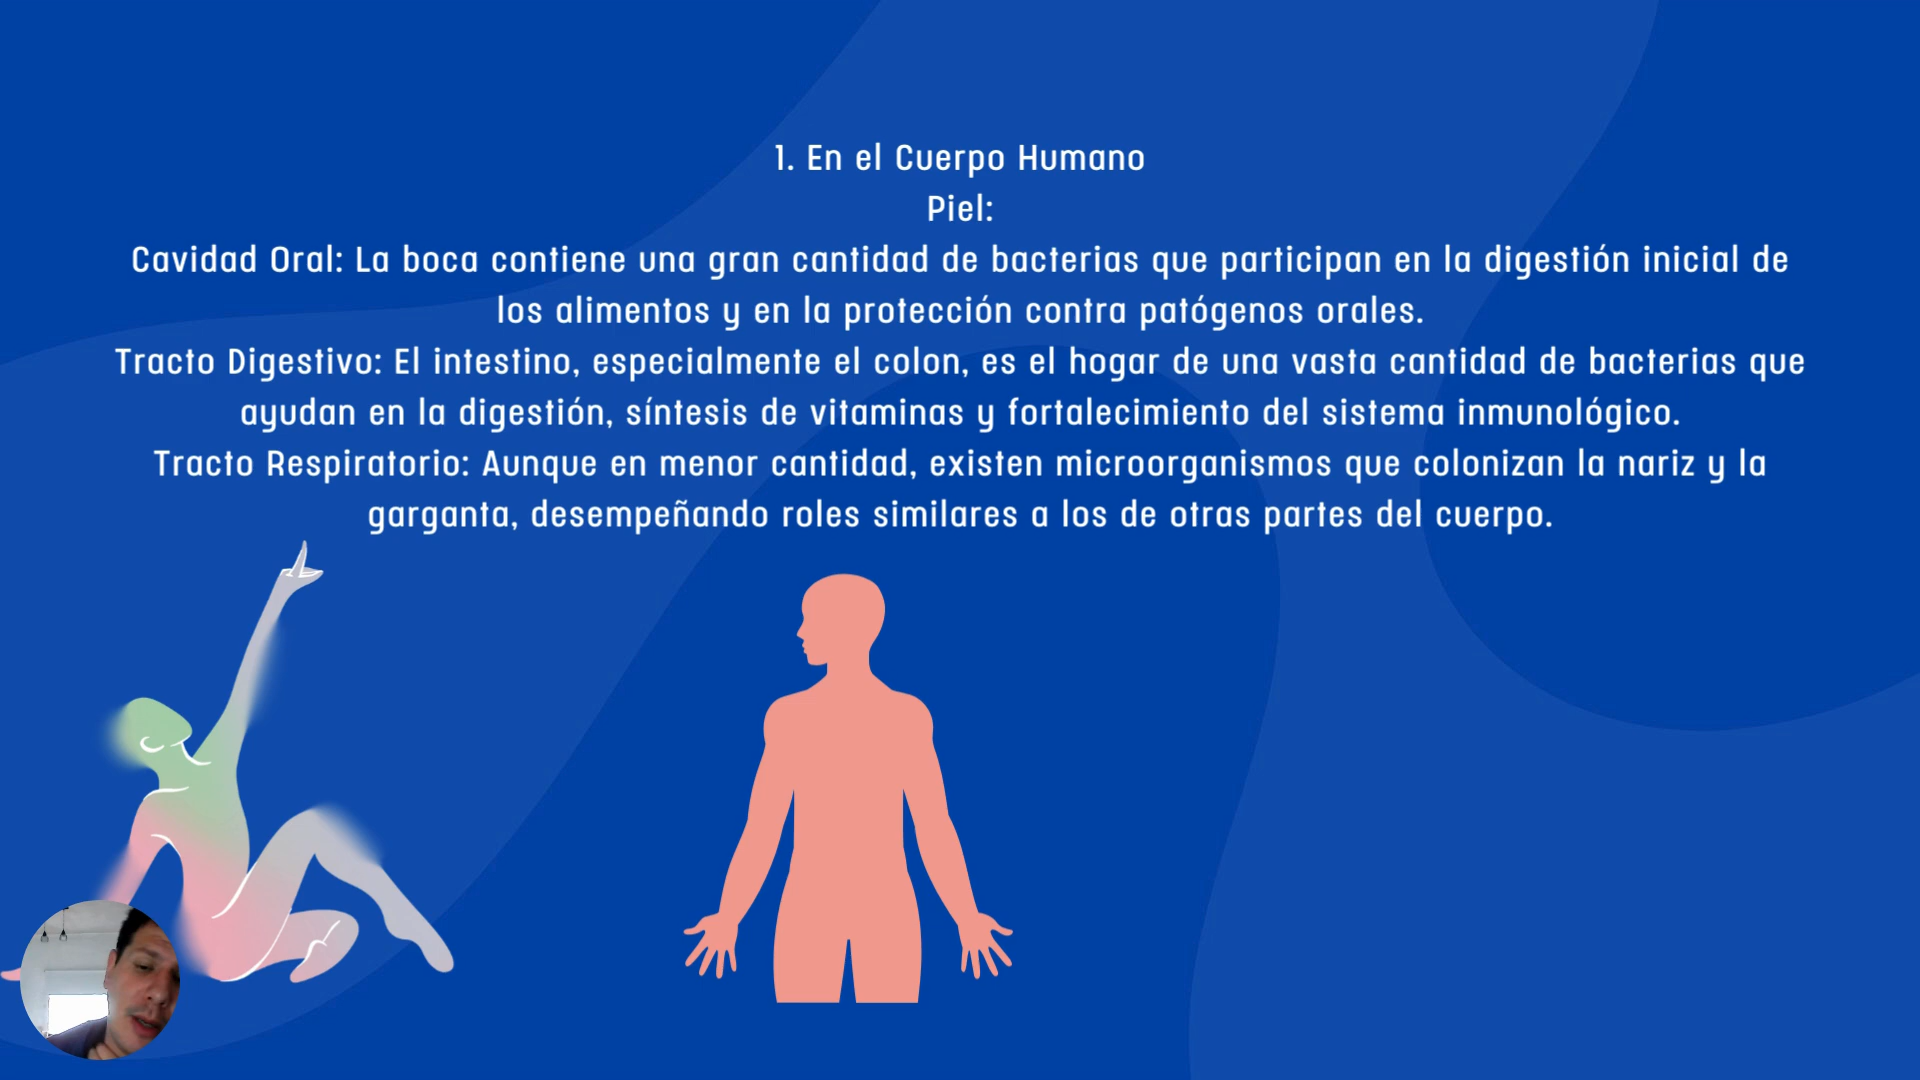 1. En el Cuerpo Humano
Piel:
Cavidad Oral: La boca contiene una gran cantidad de bacterias que participan en la digestión inicial de
los alimentos y en la protección contra patógenos orales.
Tracto Digestivo: El intestino, especialmente el colon, es el hogar de una vasta cantidad de bacterias que
ayudan en la digestión, síntesis de vitaminas y fortalecimiento del sistema inmunológico.
Tracto Respiratorio: Aunque en menor cantidad, existen microorganismos que colonizan la nariz y la
garganta, desempeñando roles similares a los de otras partes del cuerpo.